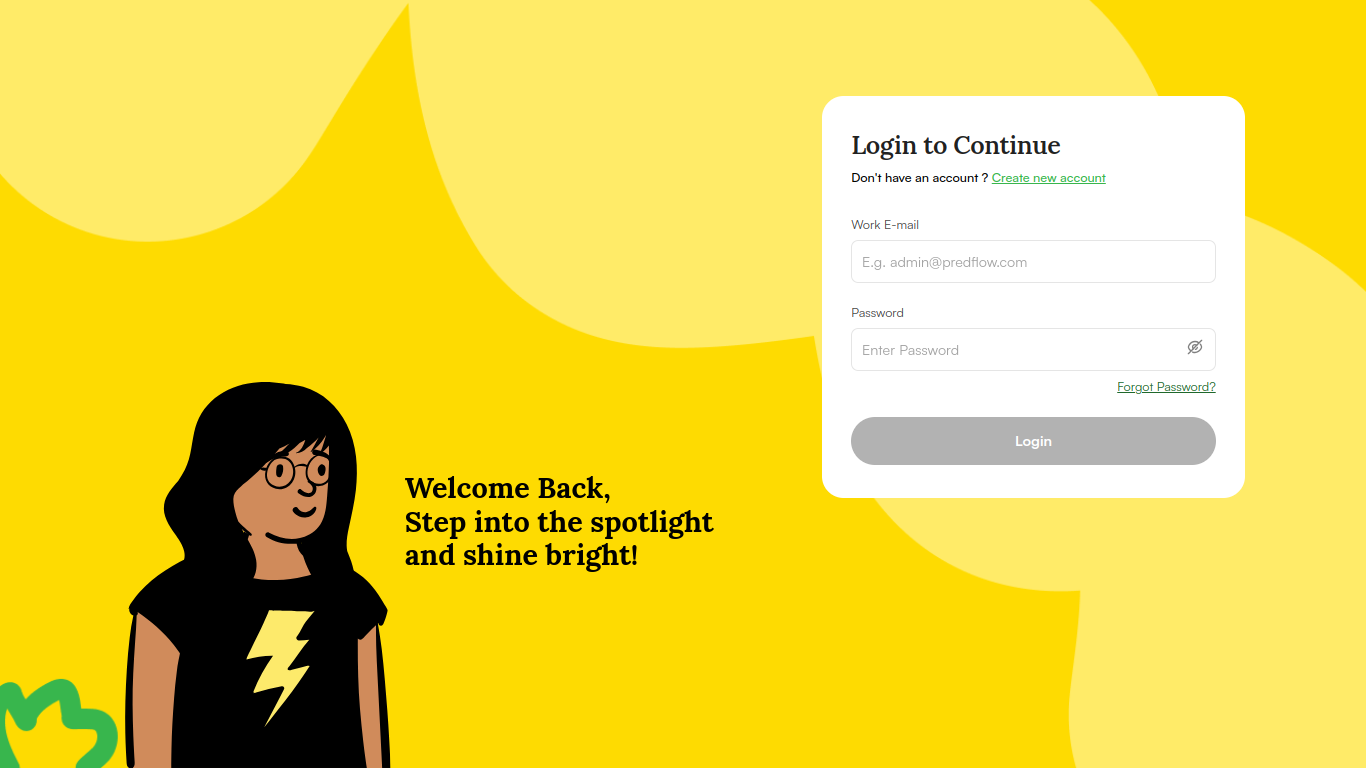 Login to Continue
Don't have an account ? Create new account
Work E-mail
E.g. admin@predflow.com
Password
Enter Password
Forgot Password?
Login
Welcome Back,
Step into the spotlight
and shine bright!